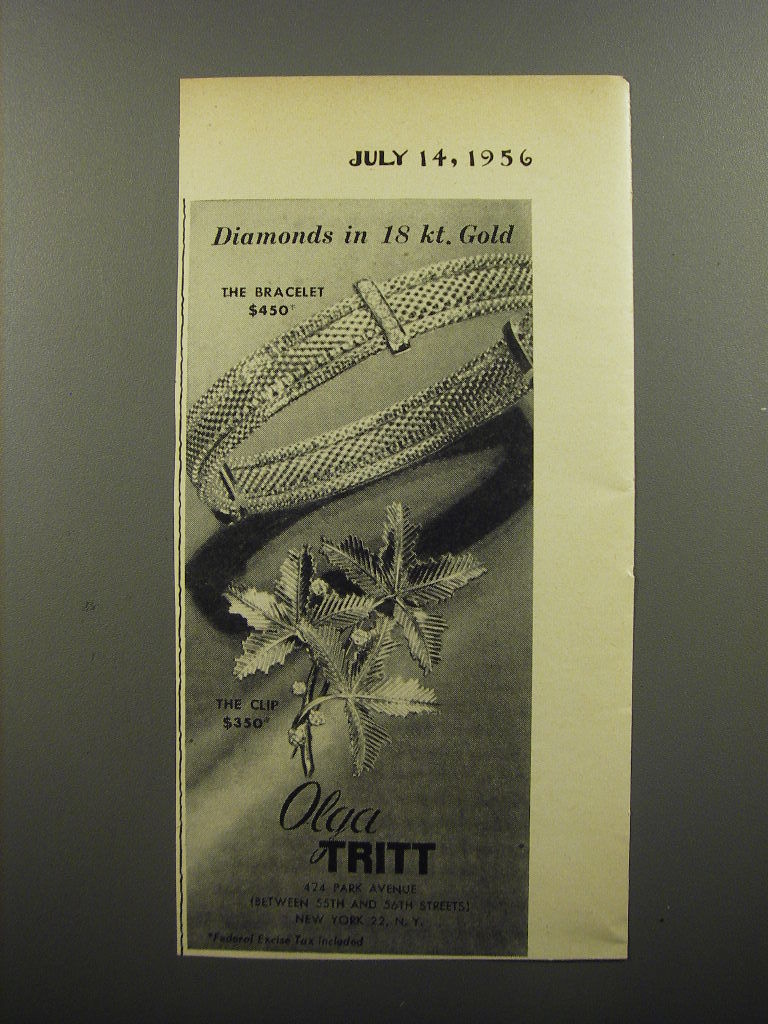 JULY 14, 1956
Diamonds in 18 kt. Gold
THE BRACELET
$450*
THE CLIP
$350*
Olga
TRITT
424 PARK AVENUE
(BETWEEN 55TH AND 56TH STREETS)
NEW YORK 22, N. Y.
*Federal Excise Tax Included